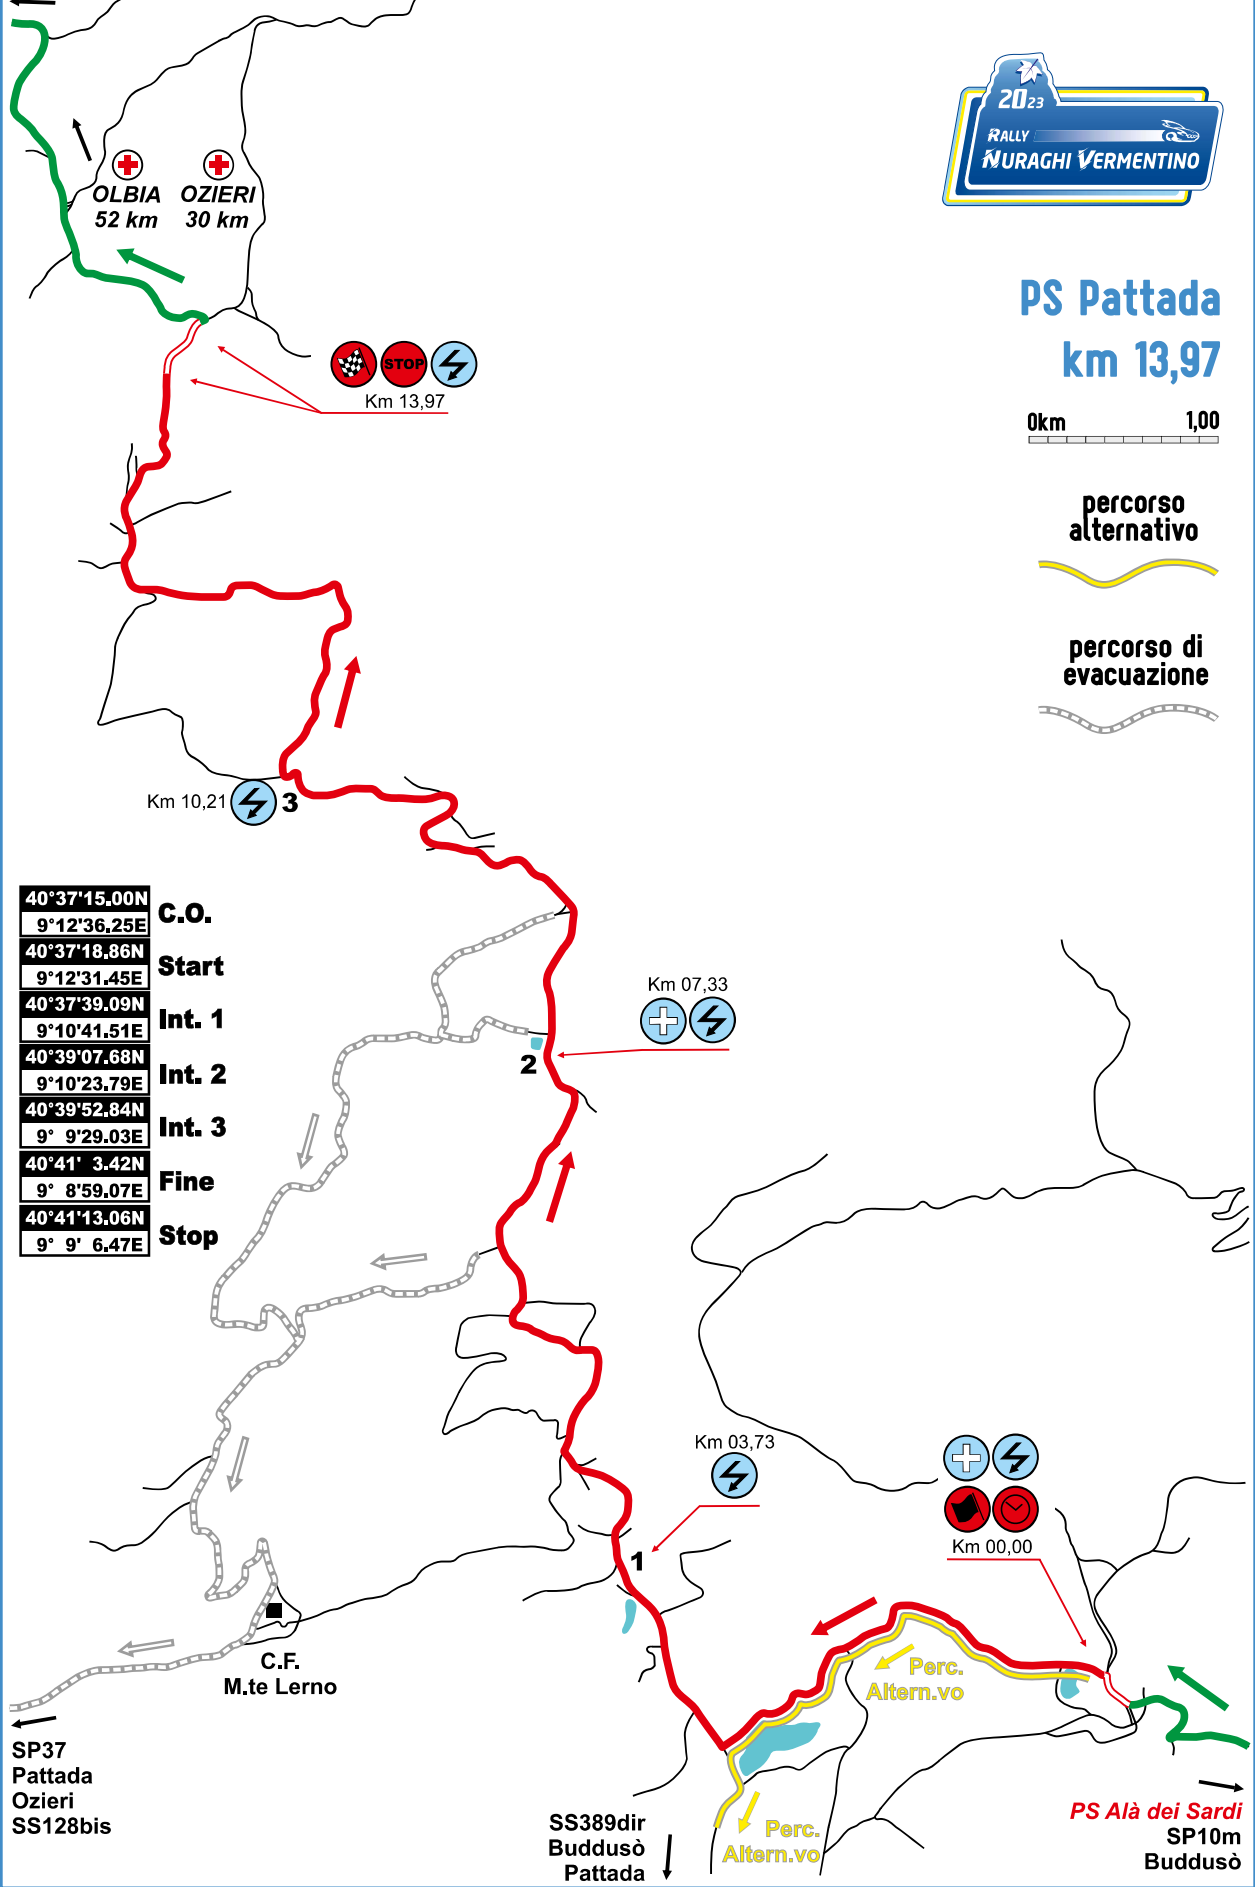 2023
RALLY
NURAGHI VERMENTINO
OLBIA
52 km
OZIERI
30 km
PS Pattada
km 13,97
STOP
Km 13,97
0km 1,00
percorso
alternativo
percorso di
evacuazione
Km 10,21
3
40°37'15.00N
9°12'36.25E
C.O.
40°37'18.86N
9°12'31.45E
Start
40°37'39.09N
9°10'41.51E
Int. 1
40°39'07.68N
9°10'23.79E
Int. 2
40°39'52.84N
9° 9'29.03E
Int. 3
40°41' 3.42N
9° 8'59.07E
Fine
40°41'13.06N
9° 9' 6.47E
Stop
Km 07,33
2
Km 03,73
1
Km 00,00
Perc.
Altern.vo
C.F.
M.te Lerno
SP37
Pattada
Ozieri
SS128bis
SS389dir
Buddusò
Pattada
Perc.
Altern.vo
PS Alà dei Sardi
SP10m
Buddusò